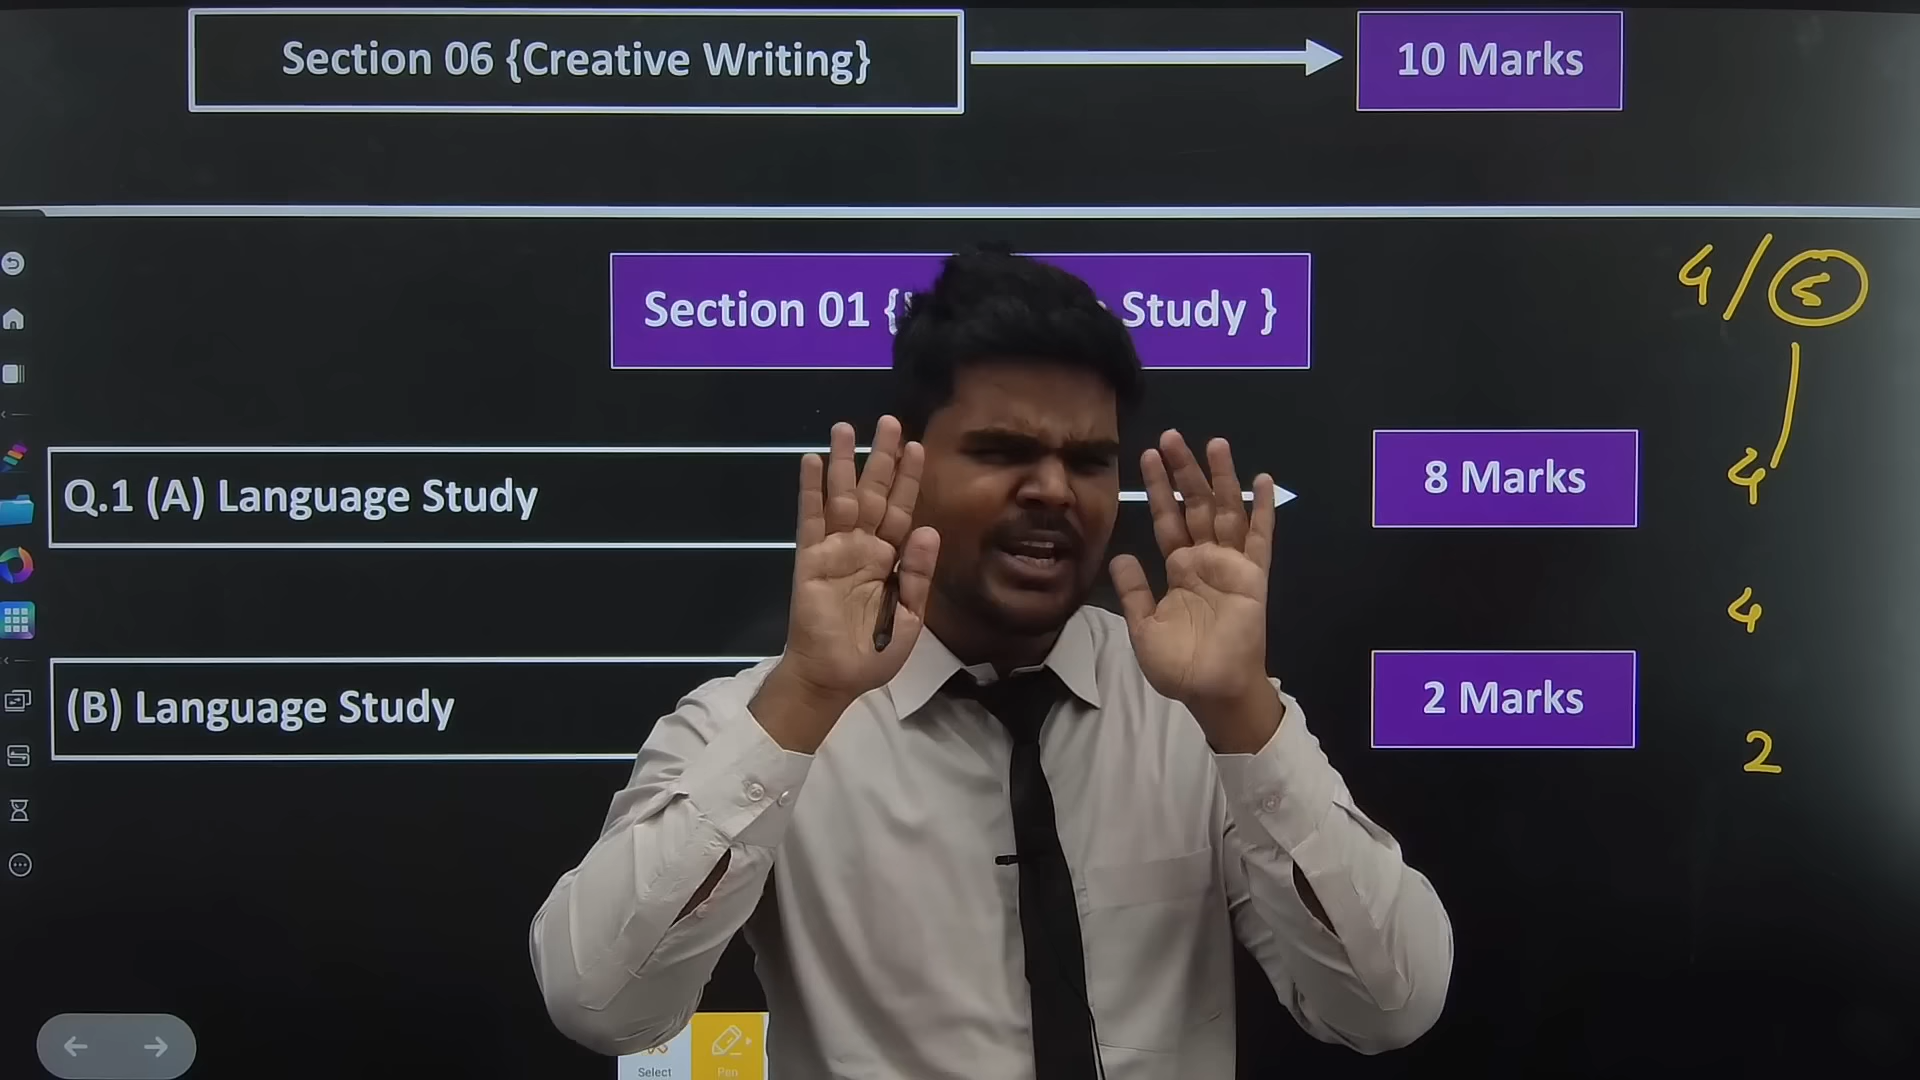 Section 06 {Creative Writing}
10 Marks
Section 01 { Study }
4/5
Q.1 (A) Language Study
8 Marks
4
4
(B) Language Study
2 Marks
2
Select
Pen